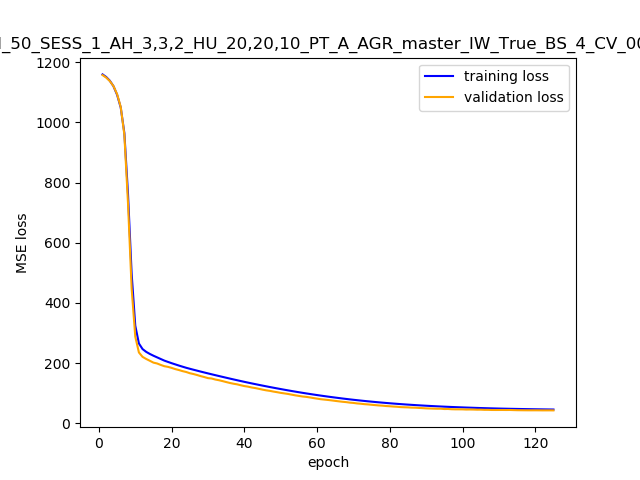 _50_SESS_1_AH_3,3,2_HU_20,20,10_PT_A_AGR_master_IW_True_BS_4_CV_00
training loss
validation loss
MSE loss
1200
1000
800
600
400
200
0
0 20 40 60 80 100 120
epoch